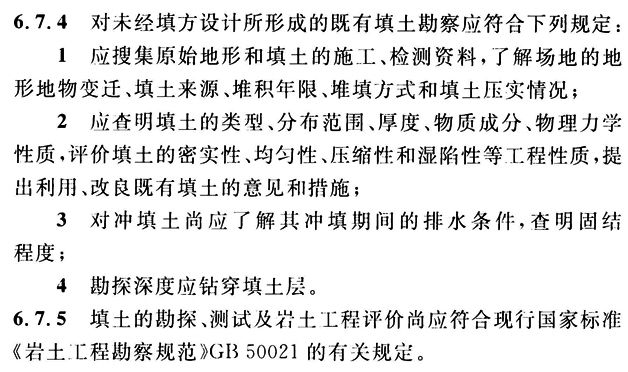 6.7.4 对未经填方设计所形成的既有填土勘察应符合下列规定：
1 应搜集原始地形和填土的施工、检测资料,了解场地的地
形地物变迁、填土来源、堆积年限、堆填方式和填土压实情况；
2 应查明填土的类型、分布范围、厚度、物质成分、物理力学
性质,评价填土的密实性、均匀性、压缩性和湿陷性等工程性质,提
出利用、改良既有填土的意见和措施；
3 对冲填土尚应了解其冲填期间的排水条件,查明固结
程度；
4 勘探深度应钻穿填土层。
6.7.5 填土的勘探、测试及岩土工程评价尚应符合现行国家标准
《岩土工程勘察规范》GB 50021 的有关规定。